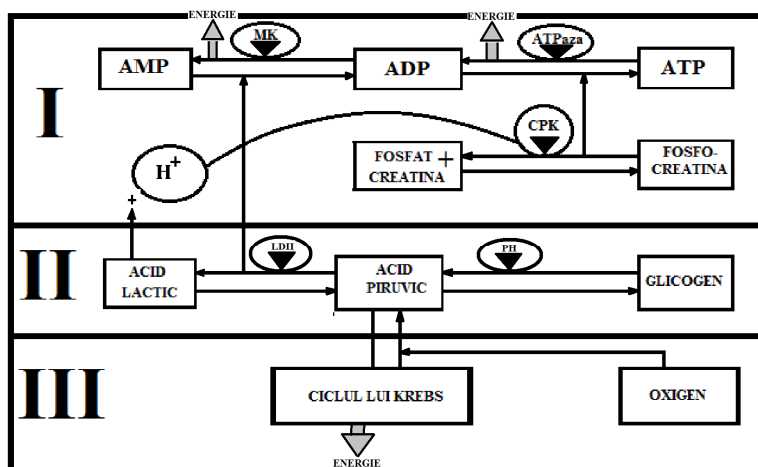 ENERGIE
ENERGIE
MK
ATPaza
AMP
ADP
ATP
I
CPK
H+
FOSFAT +
CREATINA
FOSFO-
CREATINA
+
II
LDH
PH
ACID
LACTIC
ACID
PIRUVIC
GLICOGEN
III
CICLUL LUI KREBS
OXIGEN
ENERGIE